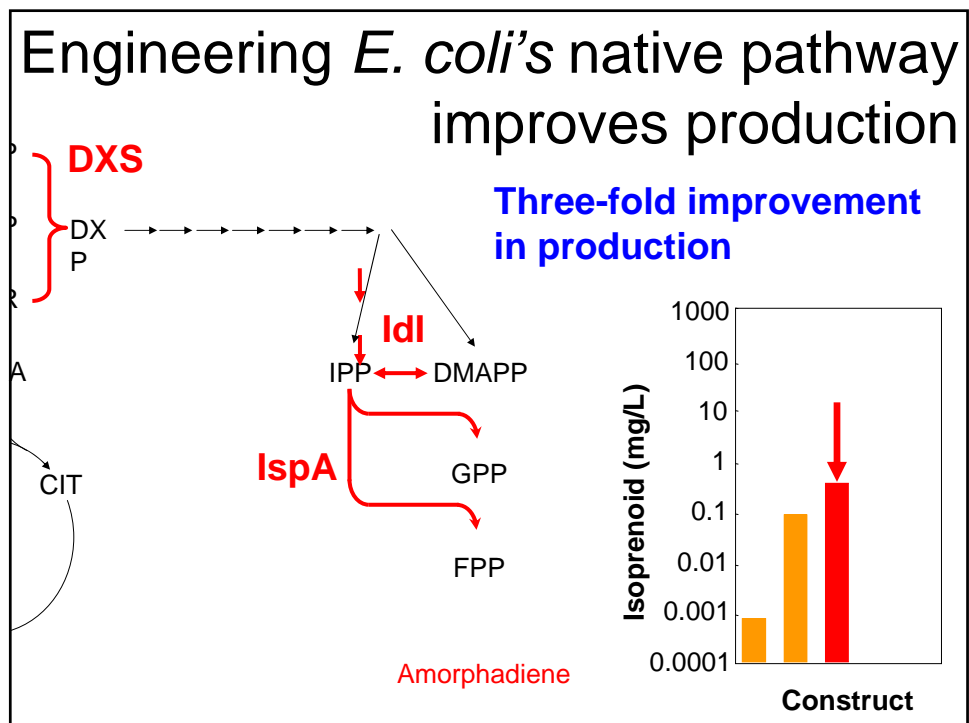 Engineering E. coli's native pathway
improves production
DXS
Three-fold improvement
in production
P
P
R
DX
P
A
IdI
IPP
DMAPP
IspA
GPP
CIT
FPP
Amorphadiene
Isoprenoid (mg/L)
1000
100
10
1
0.1
0.01
0.001
0.0001
Construct